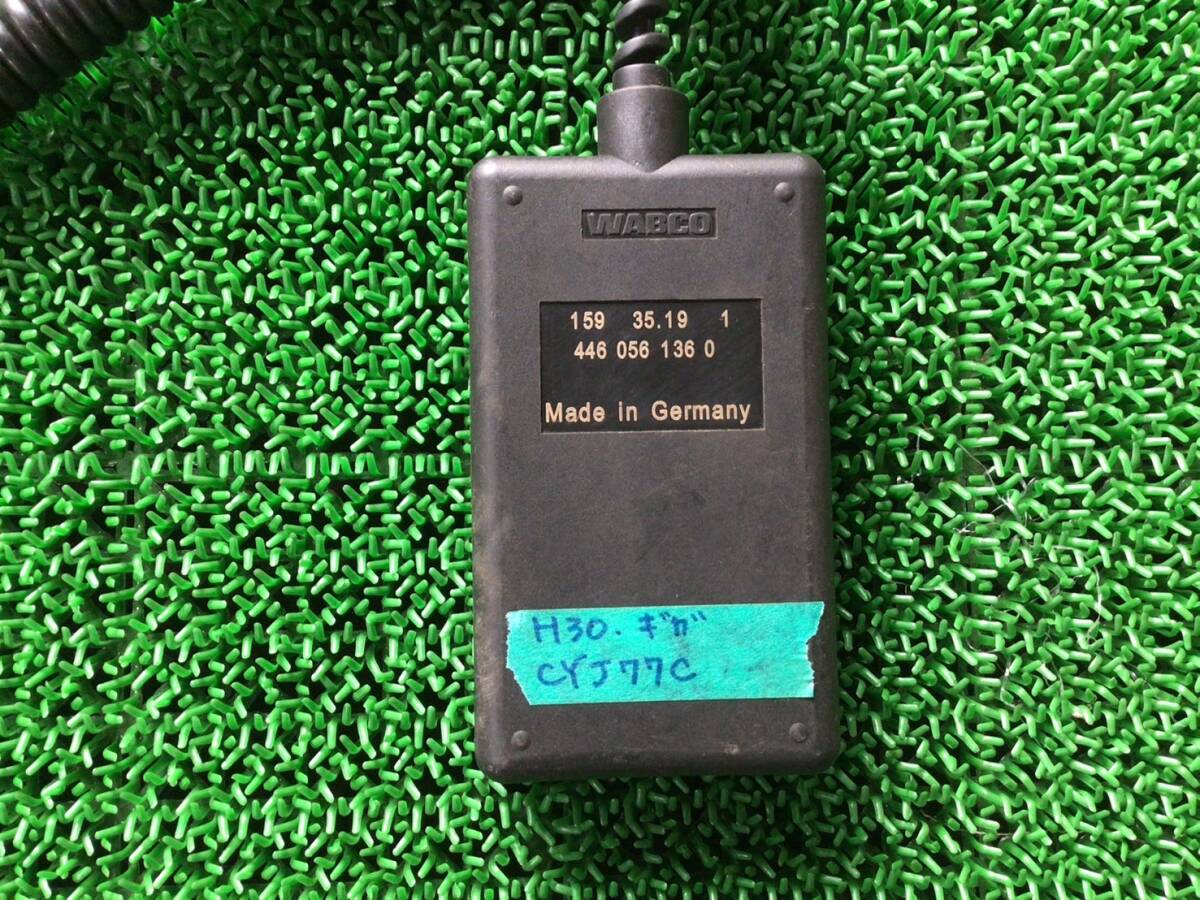 WABCO
159 35.19 1
446 056 136 0
Made in Germany
H30. ギガ
CYJ77C